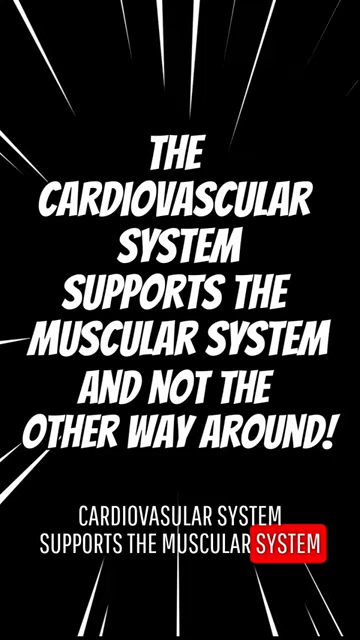 THE
CARDIOVASCULAR
SYSTEM
SUPPORTS THE
MUSCULAR SYSTEM
AND NOT THE
OTHER WAY AROUND!
CARDIOVASULAR SYSTEM
SUPPORTS THE MUSCULAR SYSTEM